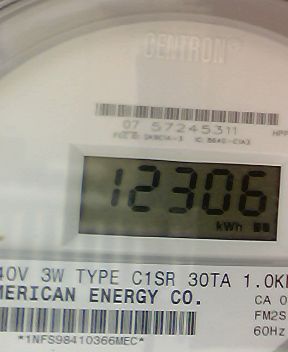 CENTRON®
07 57245311
12306
kWh
40V 3W TYPE C1SR 30TA 1.0K
MERICAN ENERGY CO.
CA 0
FM2S
60Hz
*1NFS98410366MEC*